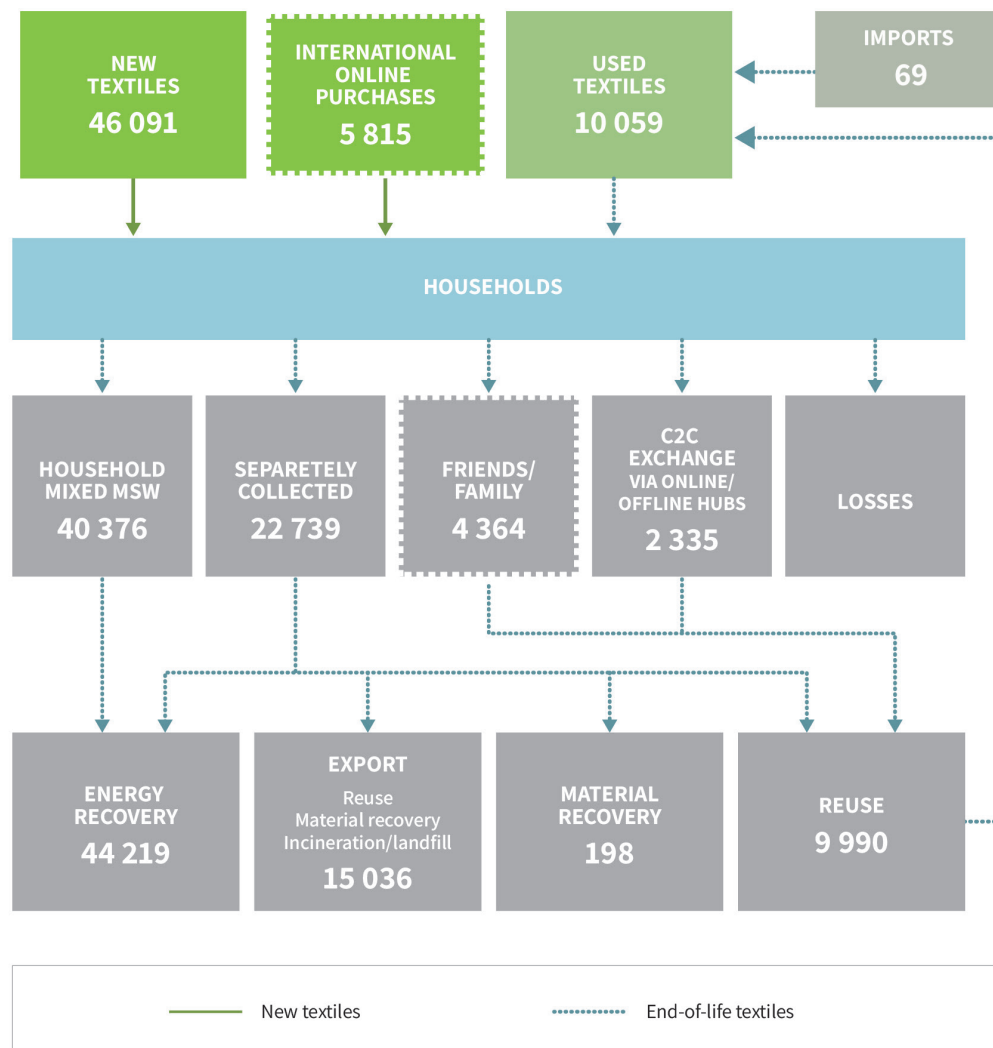 NEW
TEXTILES
46 091
INTERNATIONAL
ONLINE
PURCHASES
5 815
USED
TEXTILES
10 059
IMPORTS
69
HOUSEHOLDS
HOUSEHOLD
MIXED MSW
40 376
SEPARETELY
COLLECTED
22 739
FRIENDS/
FAMILY
4 364
C2C
EXCHANGE
VIA ONLINE/
OFFLINE HUBS
2 335
LOSSES
ENERGY
RECOVERY
44 219
EXPORT
Reuse
Material recovery
Incineration/landfill
15 036
MATERIAL
RECOVERY
198
REUSE
9 990
New textiles
End-of-life textiles